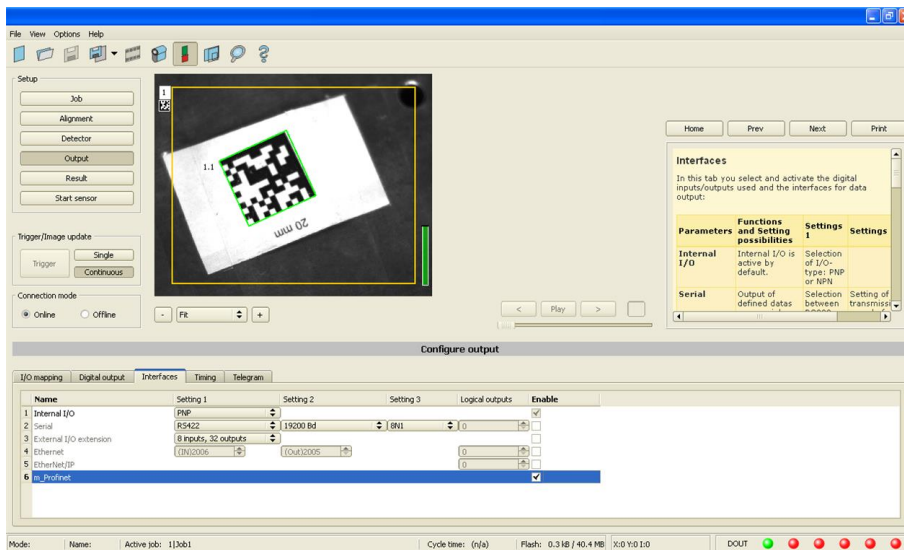 File View Options Help
Setup
Job
Alignment
Detector
Output
Result
Start sensor
Trigger/Image update
Trigger
Single
Continuous
Connection mode
Online Offline
1
1.1
20 mm
- Fit +
< Play >
Home Prev Next Print
Interfaces
In this tab you select and activate the digital
inputs/outputs used and the interfaces for data
output:
Parameters Functions and Setting possibilities Settings 1 Settings
Internal I/O Internal I/O is active by default. Selection of I/O-type: PNP or NPN
Serial Output of defined datas Selection between Setting of
Configure output
I/O mapping Digital output Interfaces Timing Telegram
Name Setting 1 Setting 2 Setting 3 Logical outputs Enable
1 Internal I/O PNP
2 Serial RS422 19200 Bd 8N1 0
3 External I/O extension 8 inputs, 32 outputs
4 Ethernet (IN)2006 (Out)2005 0
5 EtherNet/IP 0
6 m_Profinet
Mode: Name: Active job: 1|Job1 Cycle time: (n/a) Flash: 0.3 kB / 40.4 MB X:0 Y:0 I:0 DOUT